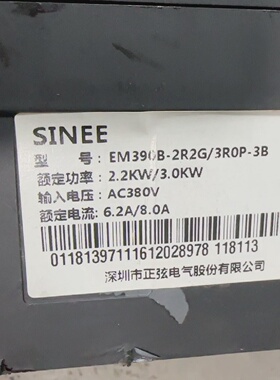 SINEE
型 号: EM390B-2R2G/3R0P-3B
额定功率: 2.2KW/3.0KW
输入电压: AC380V
额定电流: 6.2A/8.0A
01181397111612028978 118113
深圳市正弦电气股份有限公司